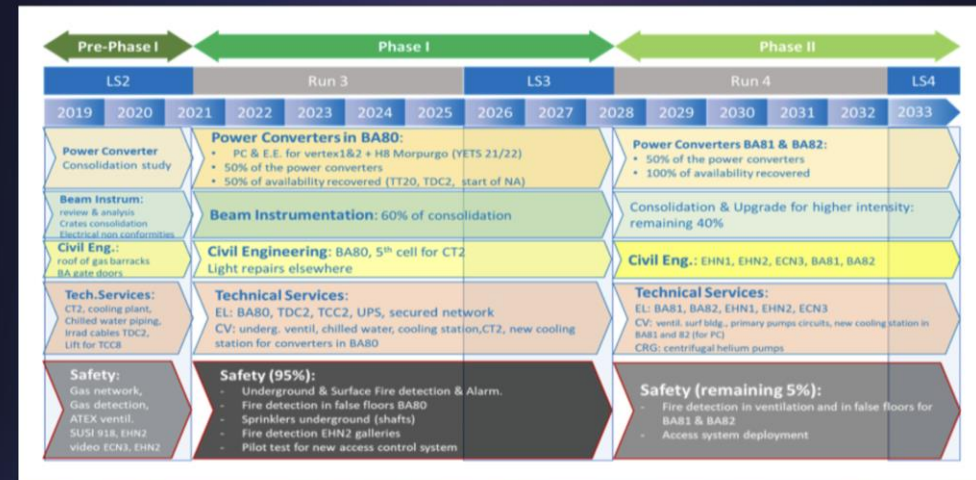 Pre-Phase I Phase I Phase II
LS2 Run 3 LS3 Run 4 LS4
2019 2020 2021 2022 2023 2024 2025 2026 2027 2028 2029 2030 2031 2032 2033
Power Converter
Consolidation study
Power Converters in BA80:
• PC & E.E. for vertex1&2 + H8 Morpurgo (YETS 21/22)
• 50% of the power converters
• 50% of availability recovered (TT20, TDC2, start of NA)
Power Converters BA81 & BA82:
• 50% of the power converters
• 100% of availability recovered
Beam Instrum:
review & analysis
Crates consolidation
Electrical non conformities
Beam Instrumentation: 60% of consolidation
Consolidation & Upgrade for higher intensity:
remaining 40%
Civil Eng.:
roof of gas barracks
BA gate doors
Civil Engineering: BA80, 5th cell for CT2
Light repairs elsewhere
Civil Eng.: EHN1, EHN2, ECN3, BA81, BA82
Tech.Services:
CT2, cooling plant,
Chilled water piping,
Irrad cables TDC2,
Lift for TCC8
Technical Services:
EL: BA80, TDC2, TCC2, UPS, secured network
CV: underg. ventil, chilled water, cooling station,CT2, new cooling
station for converters in BA80
Technical Services:
EL: BA81, BA82, EHN1, EHN2, ECN3
CV: ventil. surf bldg., primary pumps circuits, new cooling station in
BA81 and 82 (for PC)
CRG: centrifugal helium pumps
Safety:
Gas network,
Gas detection,
ATEX ventil.
SUSI 918, EHN2
video ECN3, EHN2
Safety (95%):
- Underground & Surface Fire detection & Alarm.
- Fire detection in false floors BA80
- Sprinklers underground (shafts)
- Fire detection EHN2 galleries
- Pilot test for new access control system
Safety (remaining 5%):
- Fire detection in ventilation and in false floors for
BA81 & BA82
- Access system deployment